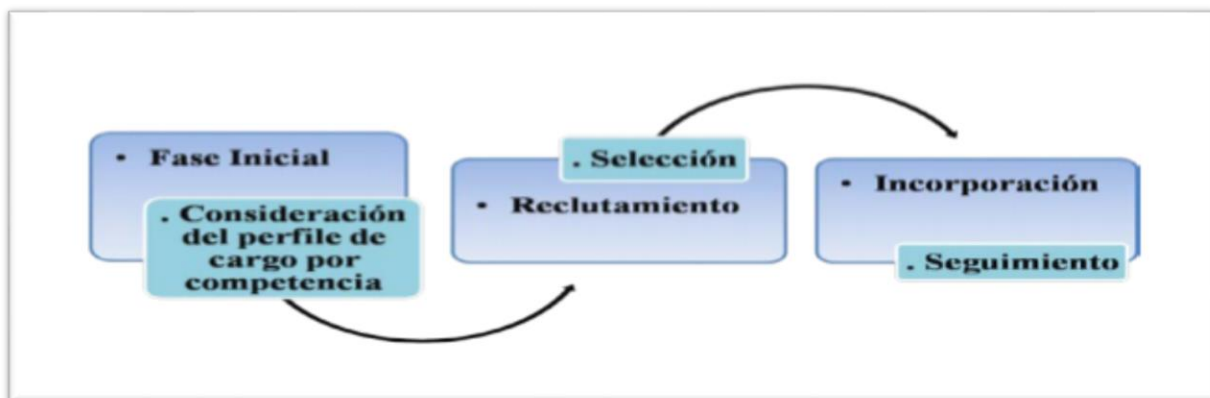 • Fase Inicial
. Consideración
del perfile de
cargo por
competencia
. Selección
• Reclutamiento
• Incorporación
. Seguimiento